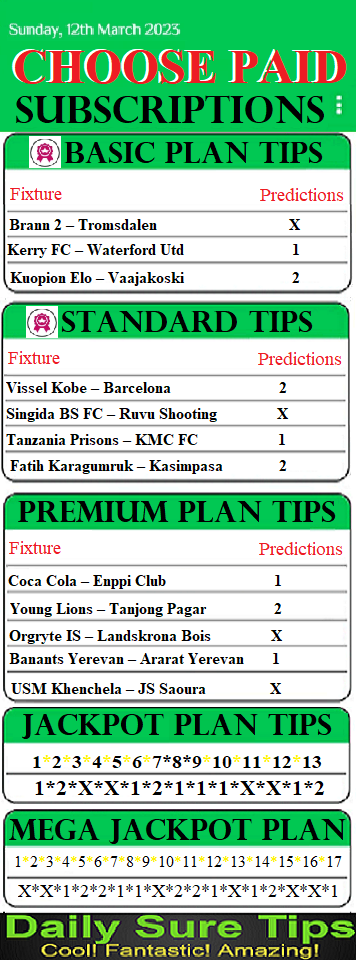 Sunday, 12th March 2023
CHOOSE PAID
SUBSCRIPTIONS
BASIC PLAN TIPS
Fixture Predictions
Brann 2 – Tromsdalen X
Kerry FC – Waterford Utd 1
Kuopion Elo – Vaajakoski 2
STANDARD TIPS
Fixture Predictions
Vissel Kobe – Barcelona 2
Singida BS FC – Ruvu Shooting X
Tanzania Prisons – KMC FC 1
Fatih Karagumruk – Kasimpasa 2
PREMIUM PLAN TIPS
Fixture Predictions
Coca Cola – Enppi Club 1
Young Lions – Tanjong Pagar 2
Orgryte IS – Landskrona Bois X
Banants Yerevan – Ararat Yerevan 1
USM Khenchela – JS Saoura X
JACKPOT PLAN TIPS
1*2*3*4*5*6*7*8*9*10*11*12*13
1*2*X*X*1*2*1*1*1*X*X*1*2
MEGA JACKPOT PLAN
1*2*3*4*5*6*7*8*9*10*11*12*13*14*15*16*17
X*X*1*2*2*1*1*X*2*2*1*X*1*2*X*X*1
Daily Sure Tips
Cool! Fantastic! Amazing!